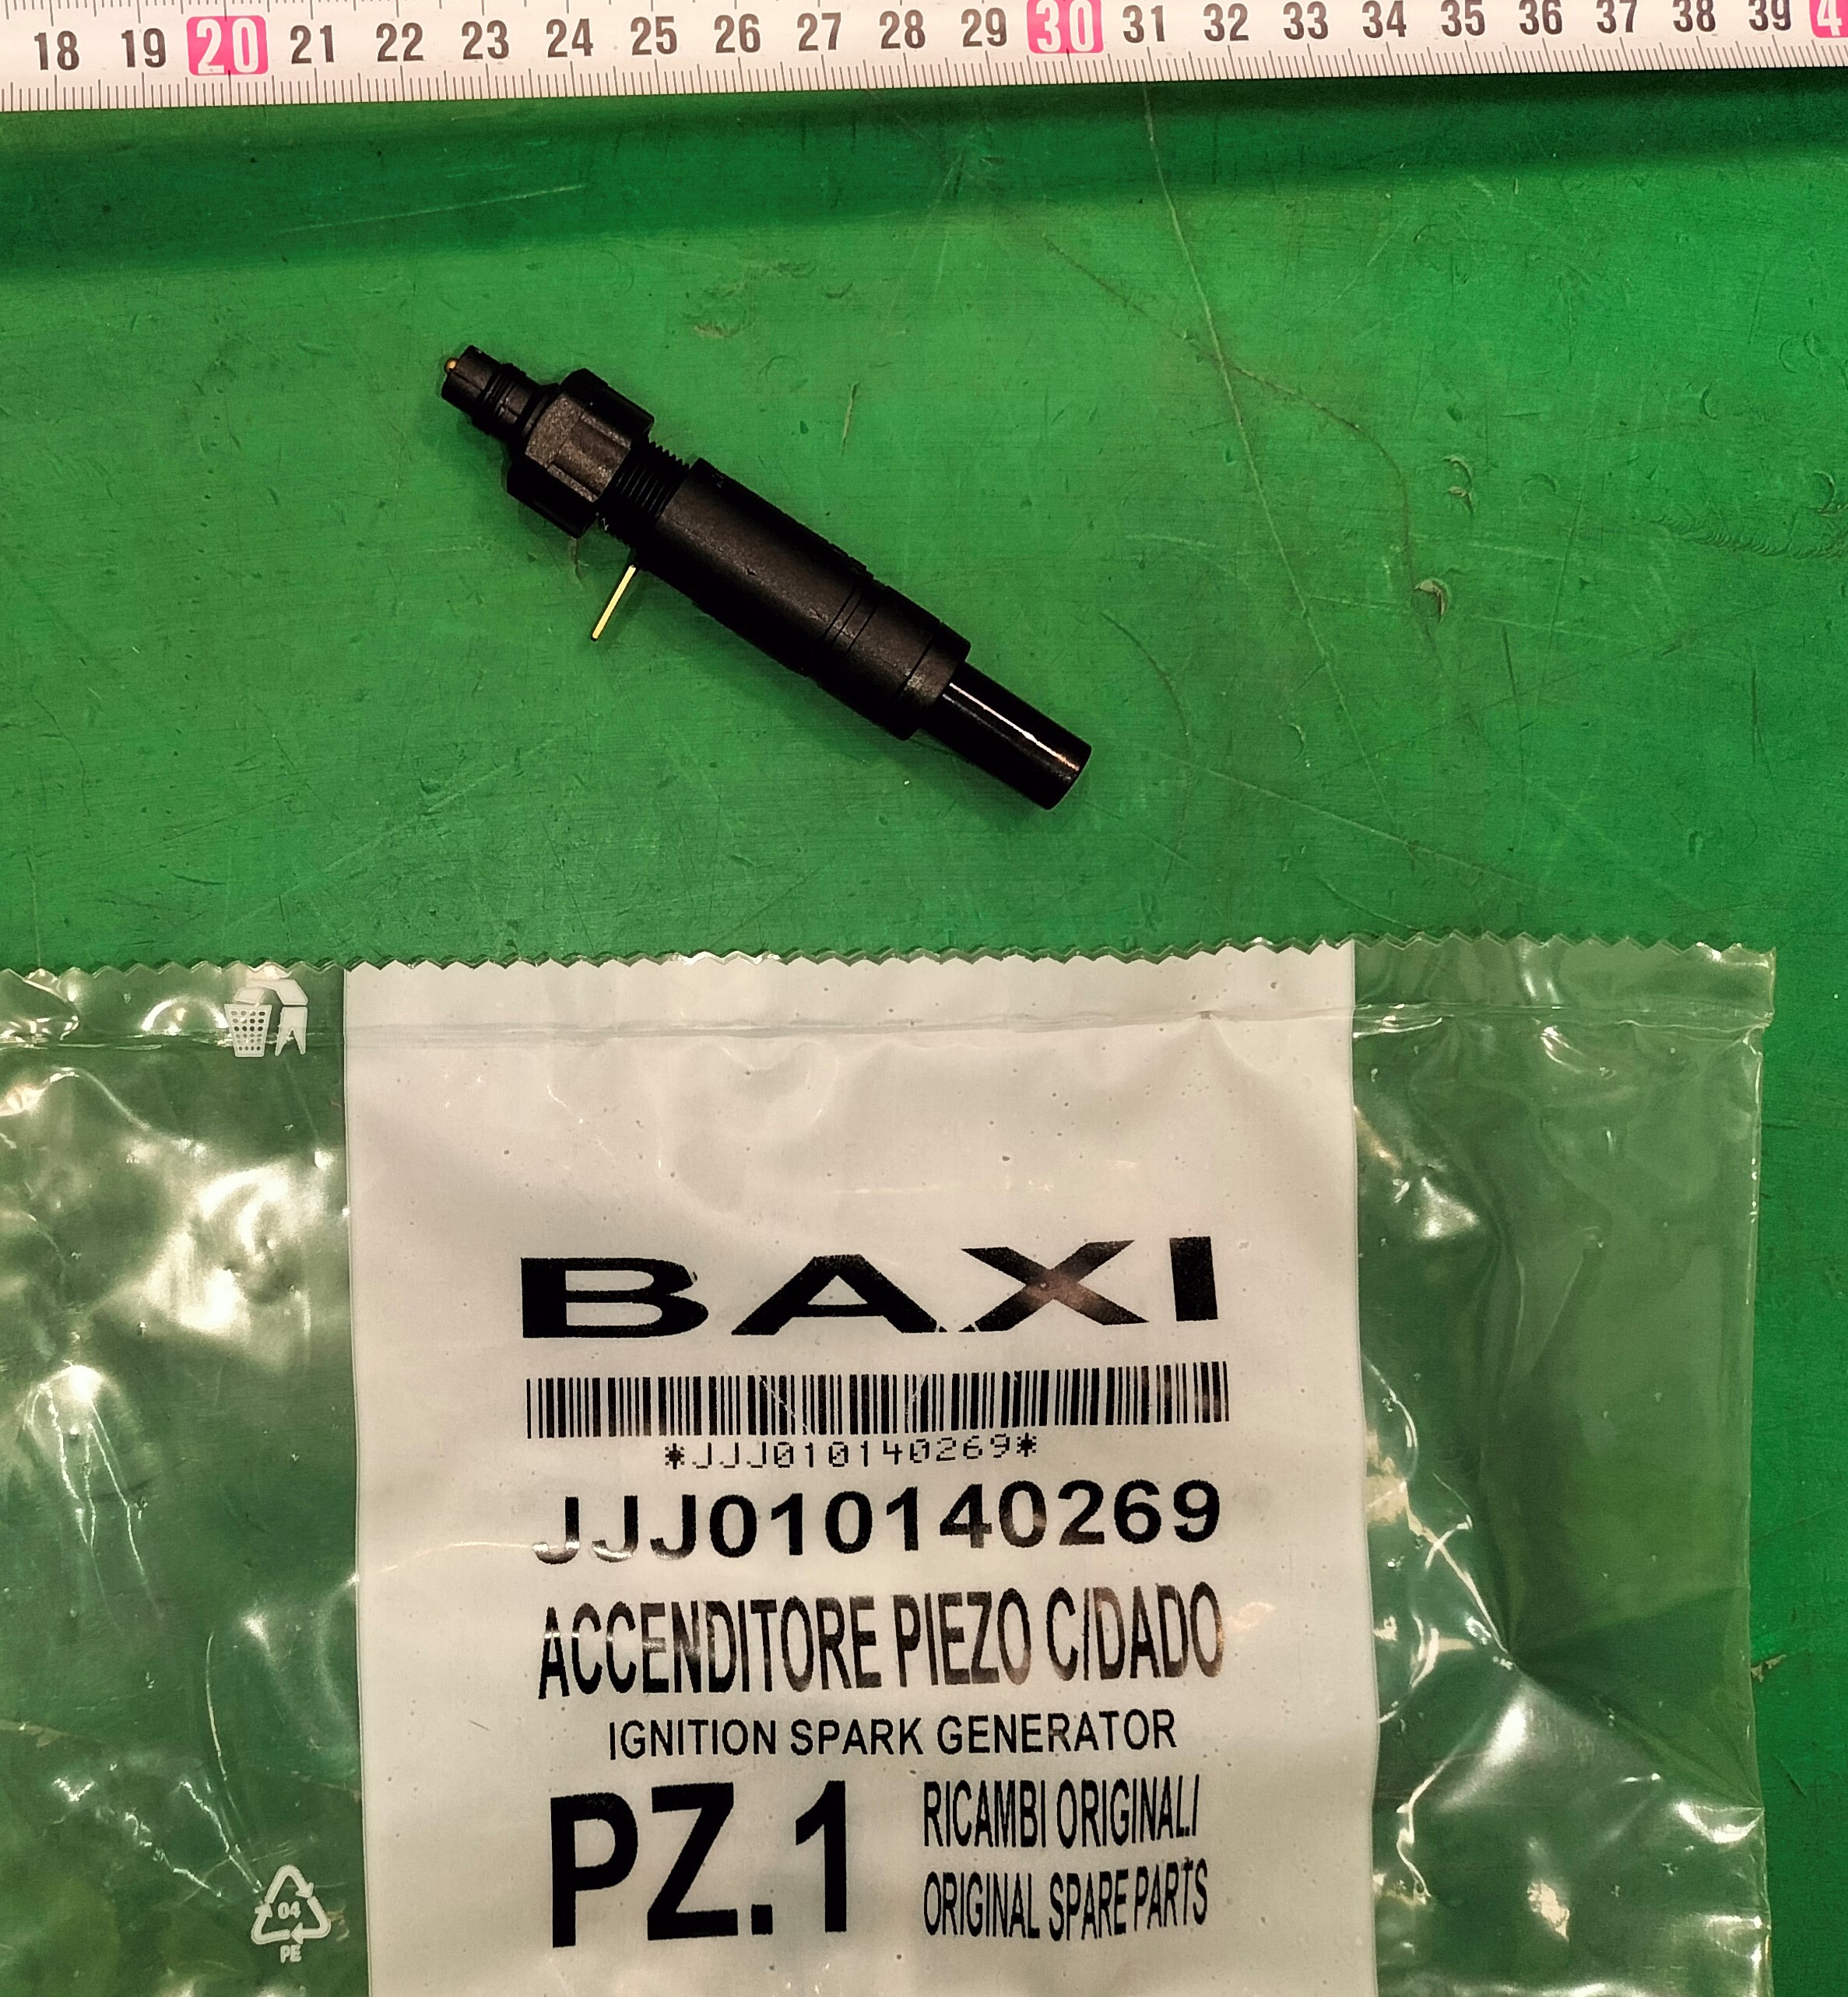 18 19 20 21 22 23 24 25 26 27 28 29 30 31 32 33 34 35 36 37 38 39 4
BAXI
*JJJ010140269*
JJJ010140269
ACCENDITORE PIEZO C/DADO
IGNITION SPARK GENERATOR
PZ.1
RICAMBI ORIGINALI
ORIGINAL SPARE PARTS
04
PE